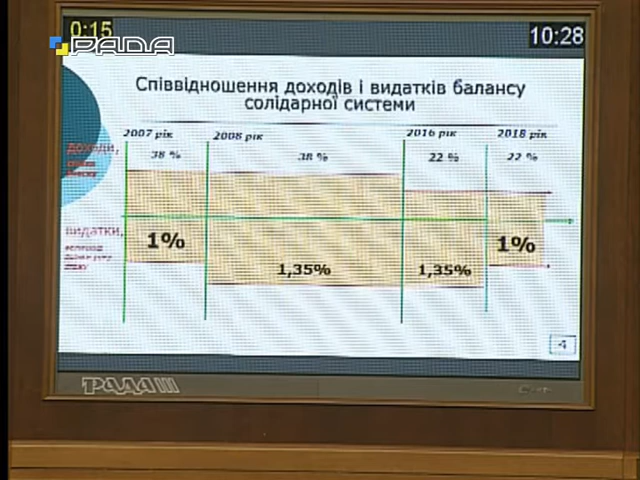 0:15
РАДА
10:28
Співвідношення доходів і видатків балансу
солідарної системи
2007 рік 2008 рік 2016 рік 2018 рік
доходи, 38 % 38 % 22 % 22 %
видатки,
1% 1,35% 1,35% 1%
4
РАДА